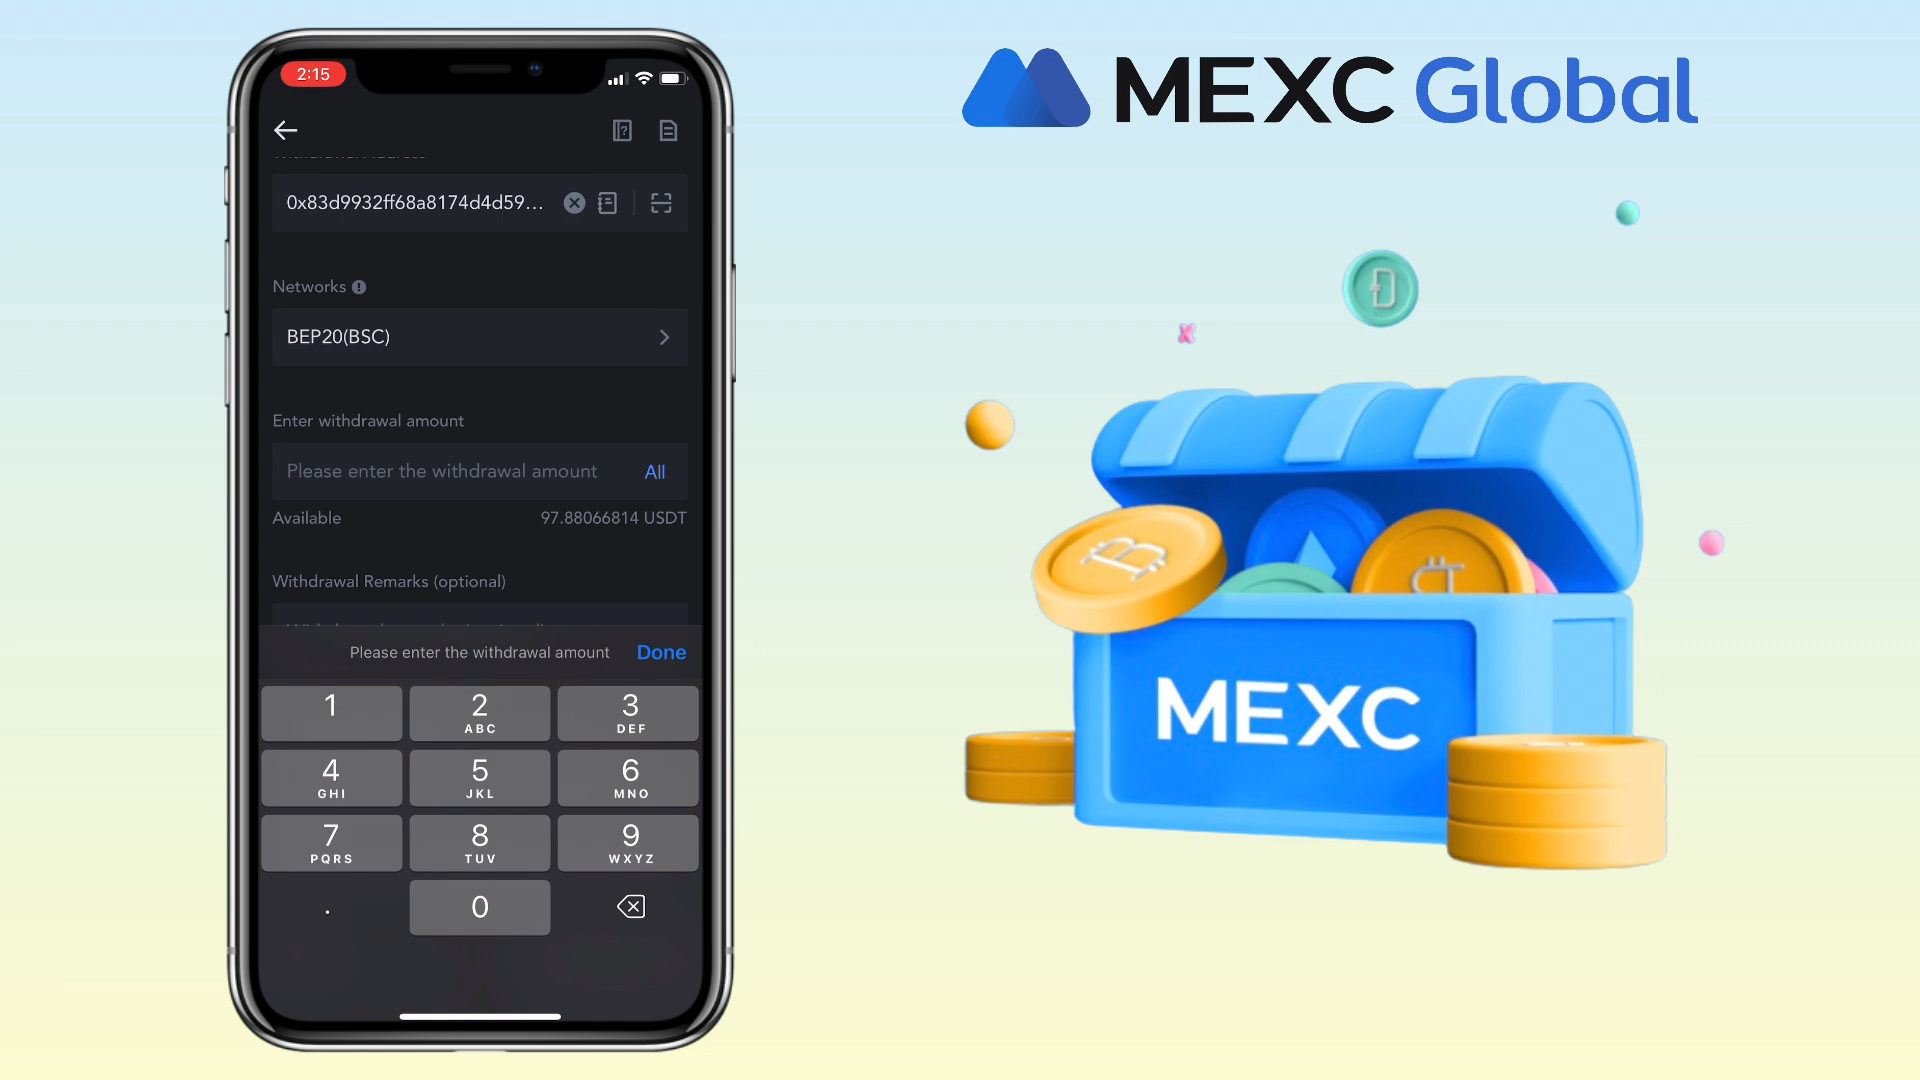 2:15
0x83d9932ff68a8174d4d59...
Networks
BEP20(BSC)
Enter withdrawal amount
Please enter the withdrawal amount All
Available 97.88066814 USDT
Withdrawal Remarks (optional)
Please enter the withdrawal amount Done
1
2 ABC
3 DEF
4 GHI
5 JKL
6 MNO
7 PQRS
8 TUV
9 WXYZ
. 0
MEXC Global
MEXC